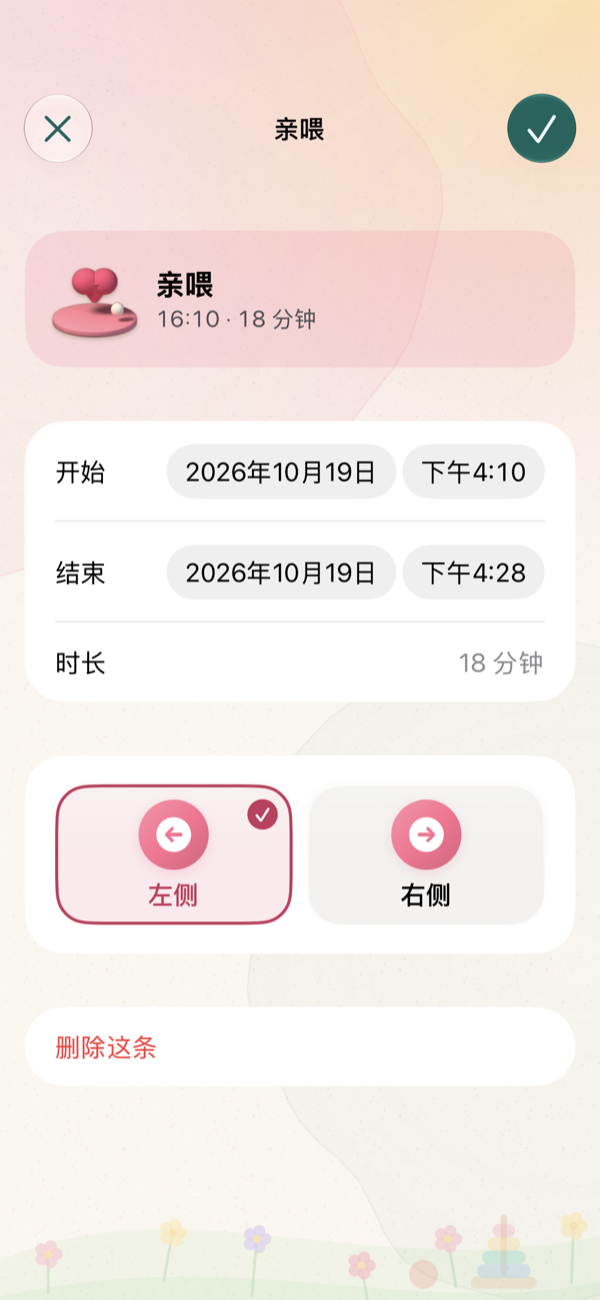 亲喂
亲喂
16:10 · 18 分钟
开始 2026年10月19日 下午4:10
结束 2026年10月19日 下午4:28
时长 18 分钟
左侧 右侧
删除这条